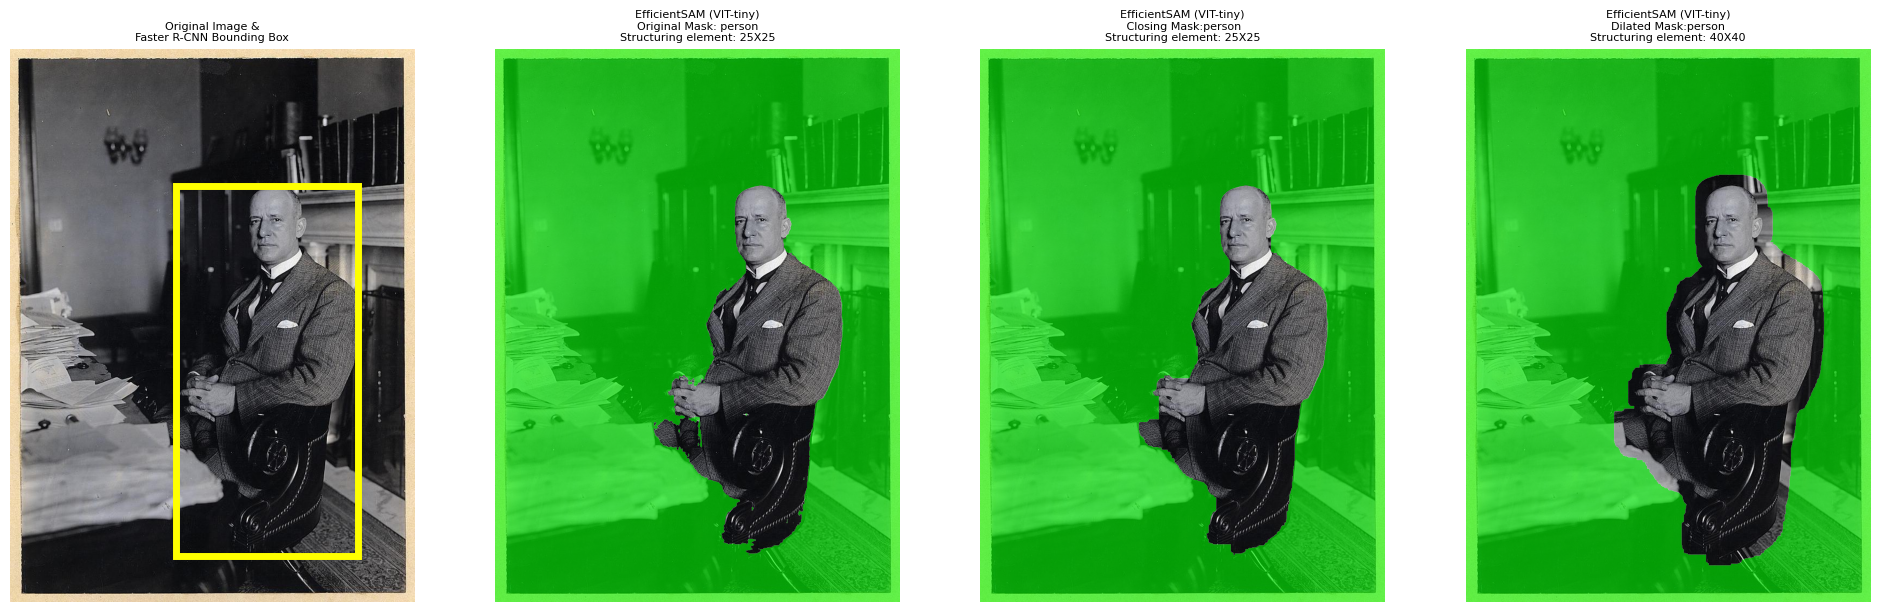 Original Image &
Faster R-CNN Bounding Box
EfficientSAM (VIT-tiny)
Original Mask: person
Structuring element: 25X25
EfficientSAM (VIT-tiny)
Closing Mask:person
Structuring element: 25X25
EfficientSAM (VIT-tiny)
Dilated Mask:person
Structuring element: 40X40